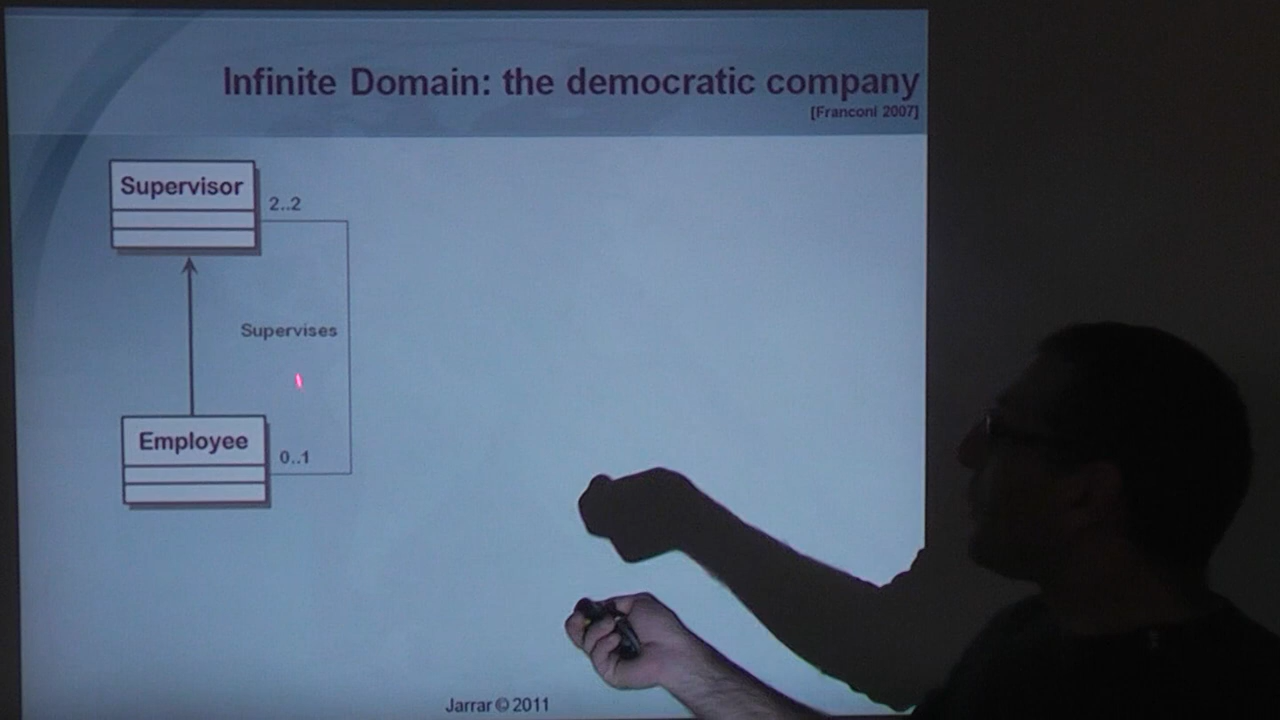 Infinite Domain: the democratic company
[Franconi 2007]
Supervisor
2..2
Supervises
Employee
0..1
Jarrar © 2011